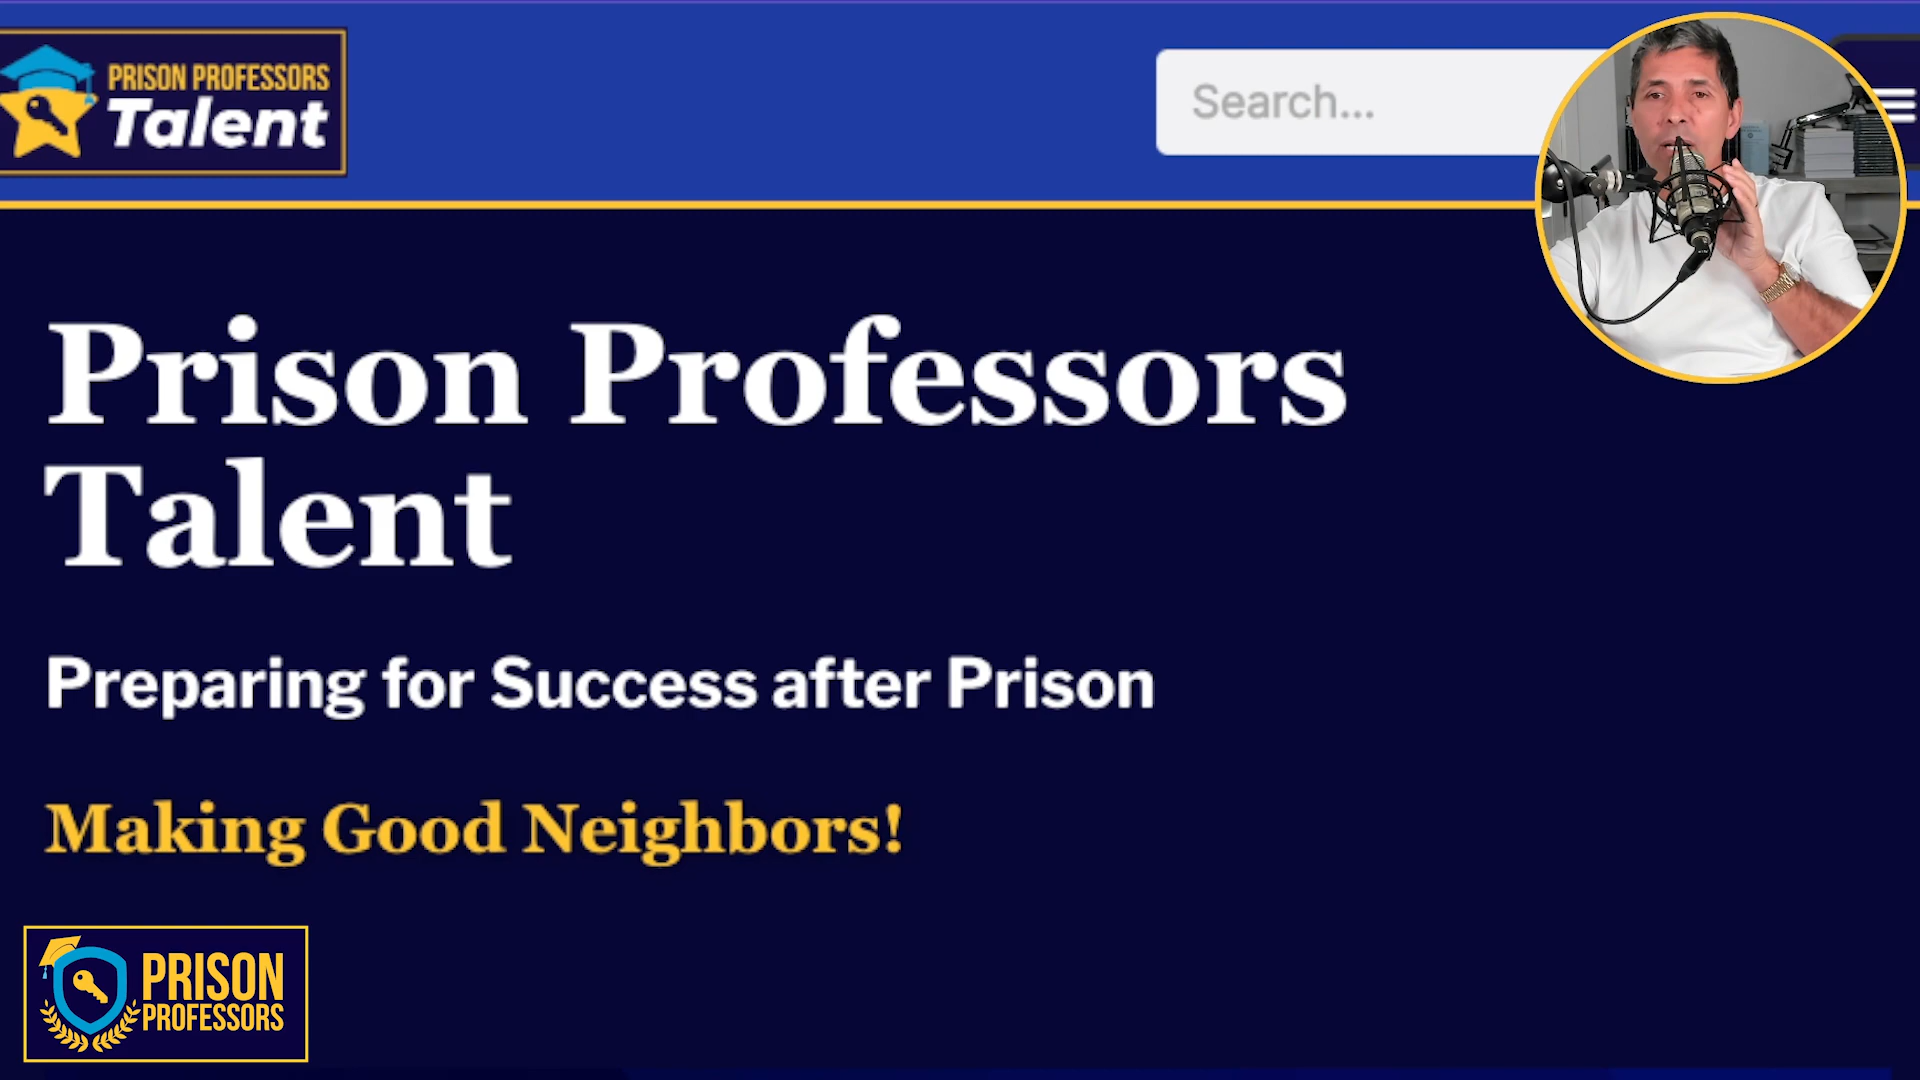 PRISON PROFESSORS
Talent
Search...
Prison Professors
Talent
Preparing for Success after Prison
Making Good Neighbors!
PRISON
PROFESSORS